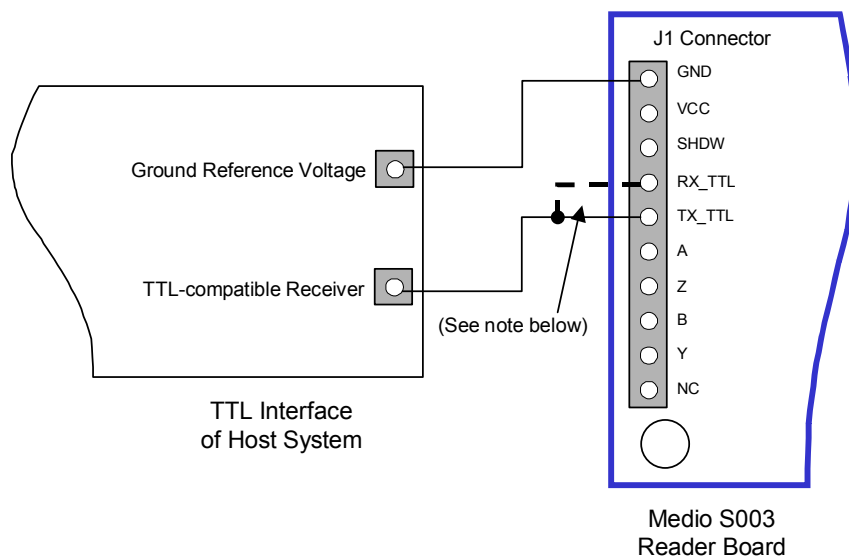 J1 Connector
GND
VCC
SHDW
RX_TTL
TX_TTL
A
Z
B
Y
NC
Ground Reference Voltage
TTL-compatible Receiver
(See note below)
TTL Interface
of Host System
Medio S003
Reader Board